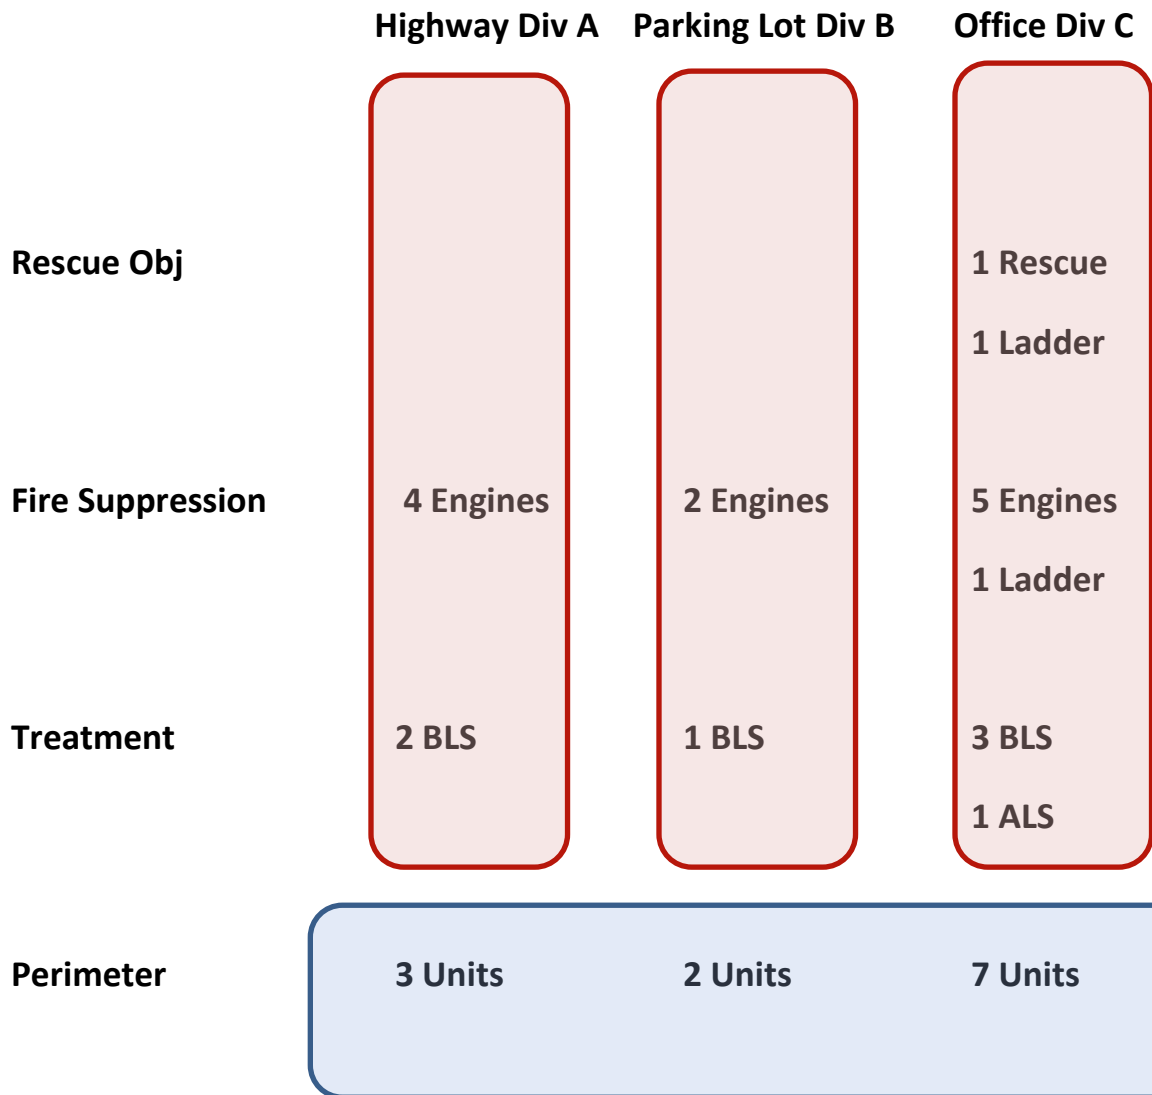 Highway Div A Parking Lot Div B Office Div C
Rescue Obj 1 Rescue
1 Ladder
Fire Suppression 4 Engines 2 Engines 5 Engines
1 Ladder
Treatment 2 BLS 1 BLS 3 BLS
1 ALS
Perimeter 3 Units 2 Units 7 Units